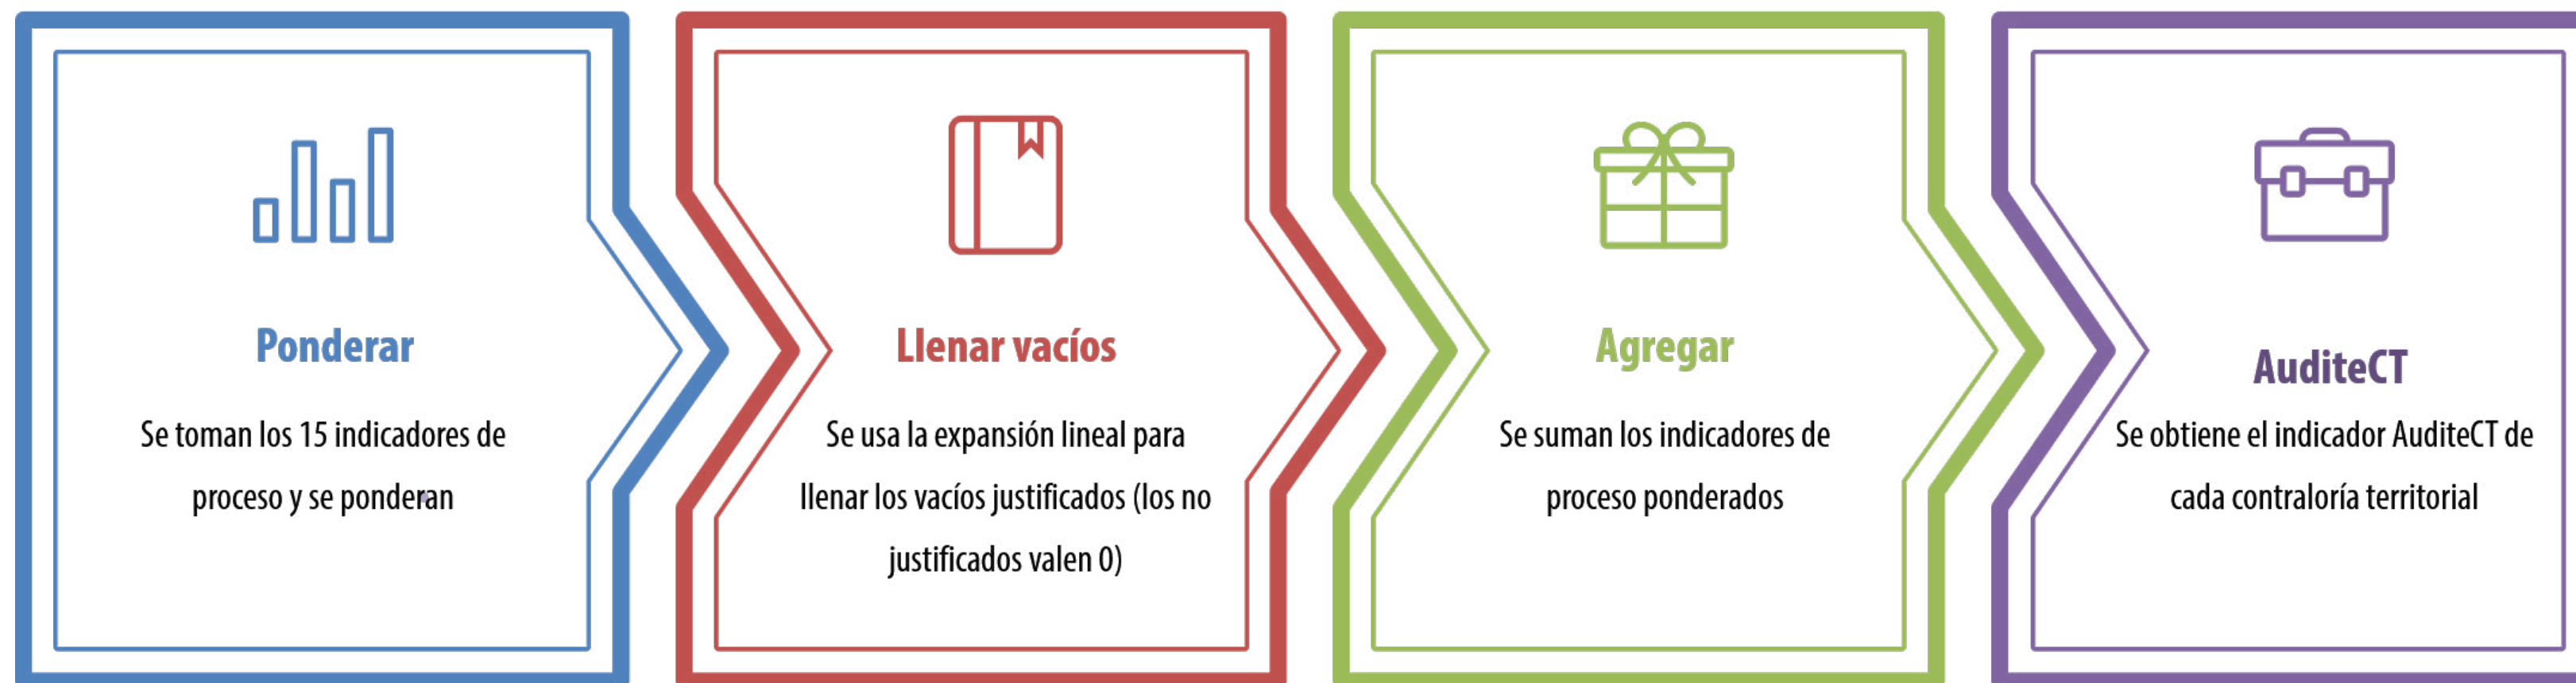 Ponderar
Se toman los 15 indicadores de
proceso y se ponderan
Llenar vacíos
Se usa la expansión lineal para
llenar los vacíos justificados (los no
justificados valen 0)
Agregar
Se suman los indicadores de
proceso ponderados
AuditeCT
Se obtiene el indicador AuditeCT de
cada contraloría territorial